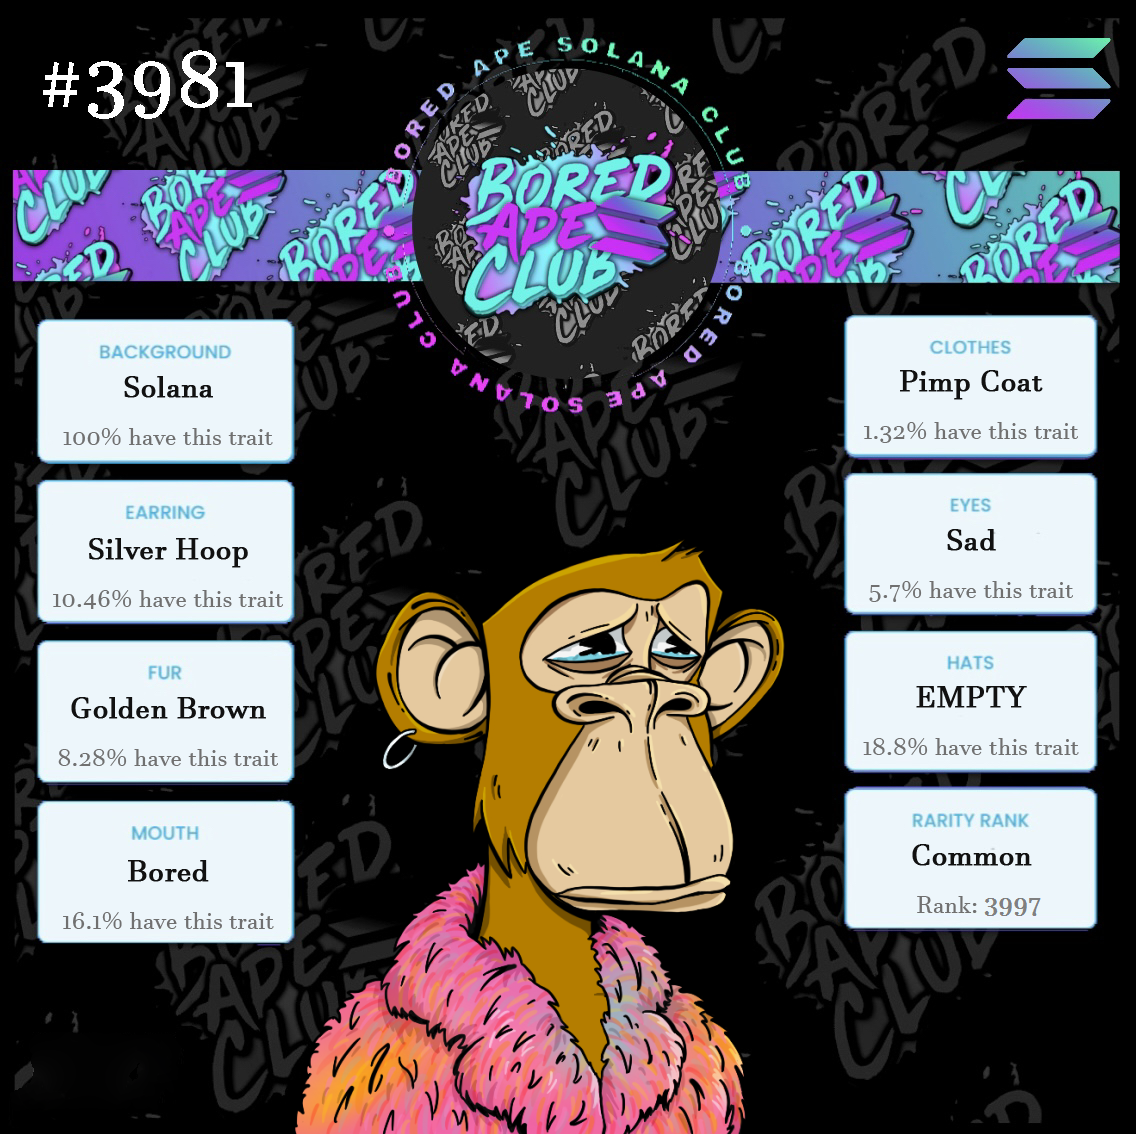 #3981
BORED APE SOLANA CLUB
BORED
APE
CLUB
BORED APE SOLANA CLUB
BACKGROUND
Solana
100% have this trait
EARRING
Silver Hoop
10.46% have this trait
FUR
Golden Brown
8.28% have this trait
MOUTH
Bored
16.1% have this trait
CLOTHES
Pimp Coat
1.32% have this trait
EYES
Sad
5.7% have this trait
HATS
EMPTY
18.8% have this trait
RARITY RANK
Common
Rank: 3997